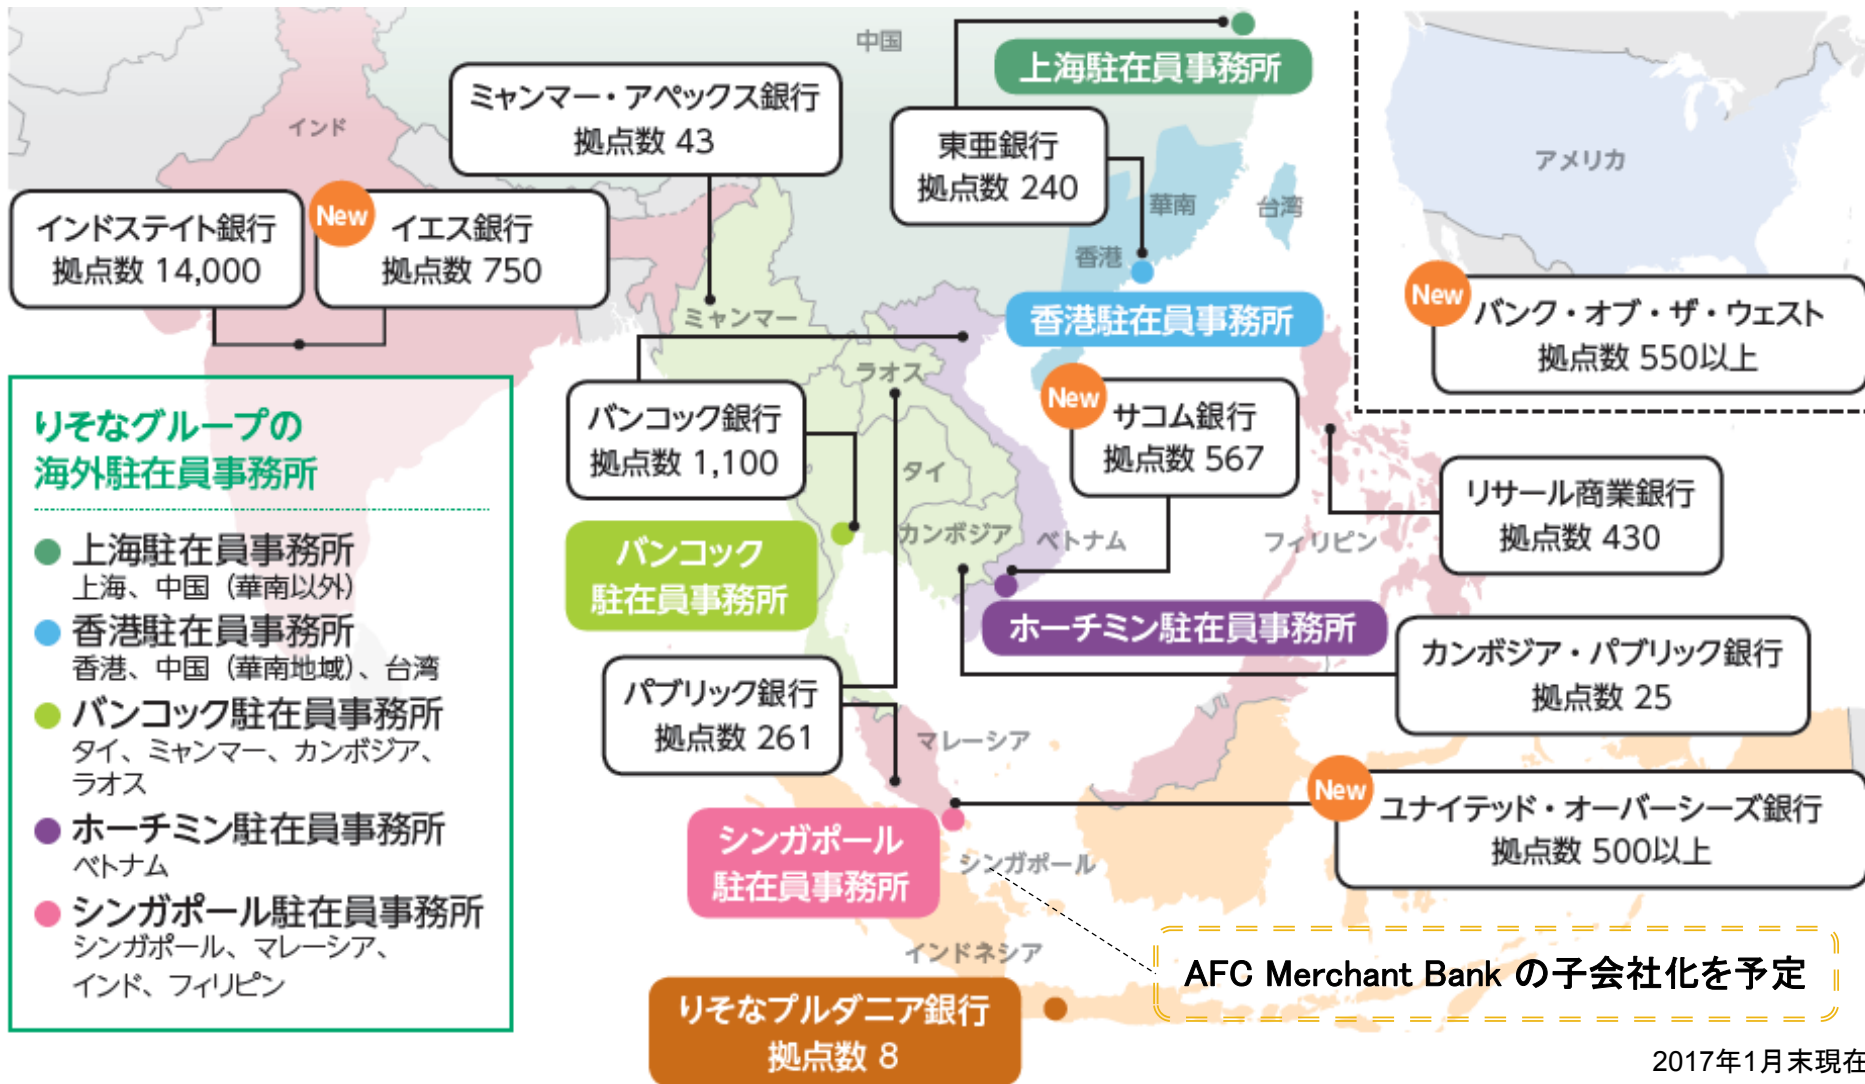 中国
上海駐在員事務所
ミャンマー・アペックス銀行
拠点数 43
インド
東亜銀行
拠点数 240
アメリカ
華南
台湾
インドステイト銀行
拠点数 14,000
New
イエス銀行
拠点数 750
香港
香港駐在員事務所
New
バンク・オブ・ザ・ウェスト
拠点数 550以上
ミャンマー
ラオス
バンコック銀行
拠点数 1,100
New
サコム銀行
拠点数 567
タイ
リサール商業銀行
拠点数 430
カンボジア
ベトナム
フィリピン
バンコック
駐在員事務所
ホーチミン駐在員事務所
カンボジア・パブリック銀行
拠点数 25
パブリック銀行
拠点数 261
マレーシア
New
ユナイテッド・オーバーシーズ銀行
拠点数 500以上
シンガポール
駐在員事務所
シンガポール
インドネシア
AFC Merchant Bank の子会社化を予定
りそなプルダニア銀行
拠点数 8
りそなグループの
海外駐在員事務所
上海駐在員事務所
上海、中国（華南以外）
香港駐在員事務所
香港、中国（華南地域）、台湾
バンコック駐在員事務所
タイ、ミャンマー、カンボジア、
ラオス
ホーチミン駐在員事務所
ベトナム
シンガポール駐在員事務所
シンガポール、マレーシア、
インド、フィリピン
2017年1月末現在